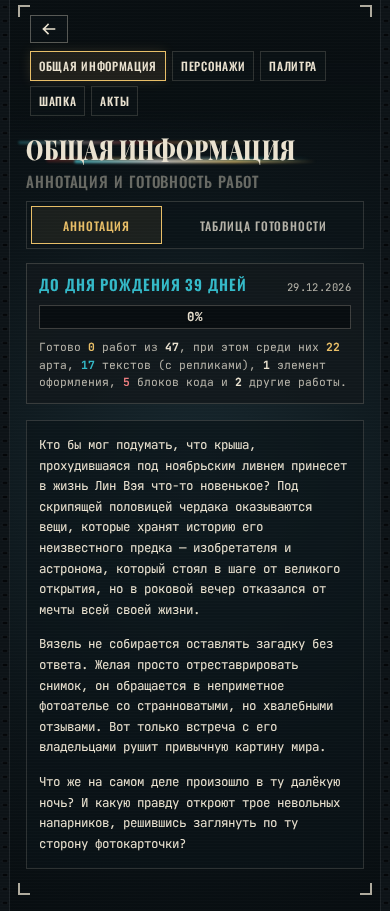 ←
ОБЩАЯ ИНФОРМАЦИЯ ПЕРСОНАЖИ ПАЛИТРА
ШАПКА АКТЫ
ОБЩАЯ ИНФОРМАЦИЯ
АННОТАЦИЯ И ГОТОВНОСТЬ РАБОТ
АННОТАЦИЯ ТАБЛИЦА ГОТОВНОСТИ
ДО ДНЯ РОЖДЕНИЯ 39 ДНЕЙ 29.12.2026
0%
Готово 0 работ из 47, при этом среди них 22
арта, 17 текстов (с репликами), 1 элемент
оформления, 5 блоков кода и 2 другие работы.
Кто бы мог подумать, что крыша,
прохудившаяся под ноябрьским ливнем принесет
в жизнь Лин Вэя что-то новенькое? Под
скрипящей половицей чердака оказываются
вещи, которые хранят историю его
неизвестного предка — изобретателя и
астронома, который стоял в шаге от великого
открытия, но в роковой вечер отказался от
мечты всей своей жизни.
Вязель не собирается оставлять загадку без
ответа. Желая просто отреставрировать
снимок, он обращается в неприметное
фотоателье со странноватыми, но хвалебными
отзывами. Вот только встреча с его
владельцами рушит привычную картину мира.
Что же на самом деле произошло в ту далёкую
ночь? И какую правду откроют трое невольных
напарников, решившись заглянуть по ту
сторону фотокарточки?